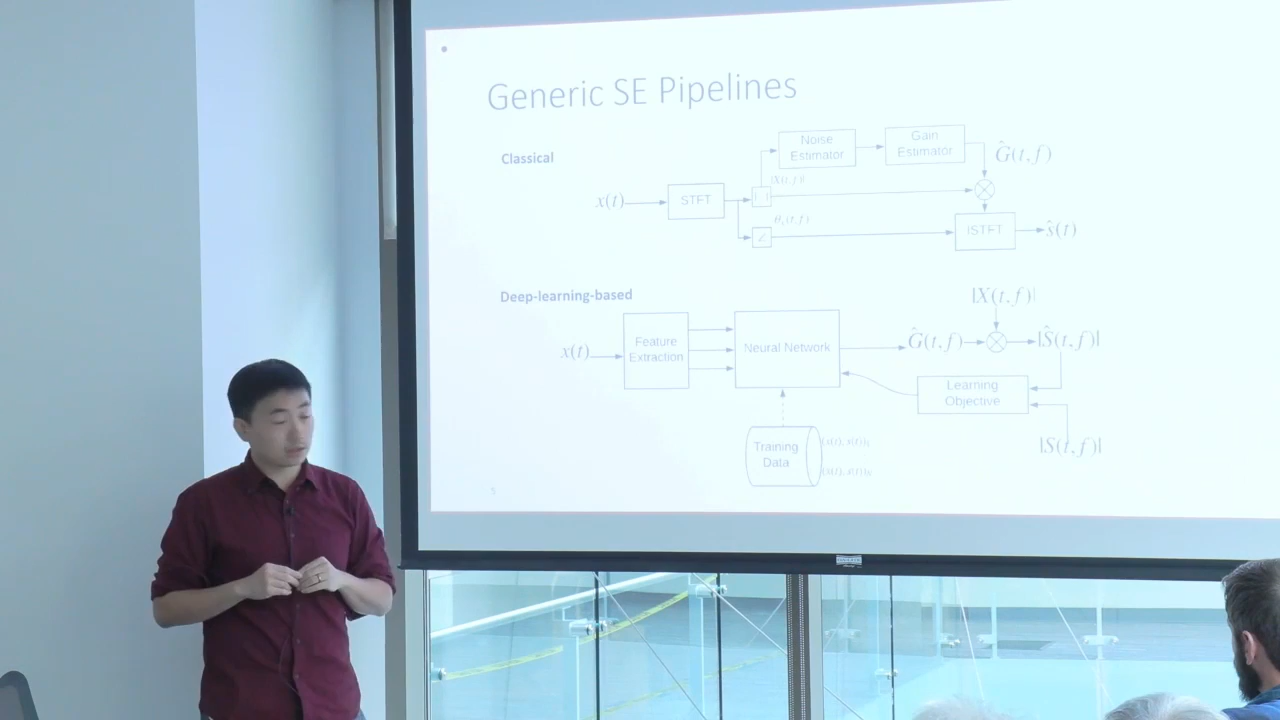 Generic SE Pipelines
Classical
Noise
Estimator
Gain
Estimator
Ĝ(t,f)
|X(t,f)|
x(t)
STFT
|·|
θₓ(t,f)
∠
ISTFT
ŝ(t)
Deep-learning-based
|X(t,f)|
x(t)
Feature
Extraction
Neural Network
Ĝ(t,f)
|Ŝ(t,f)|
Learning
Objective
Training
Data
|S(t,f)|